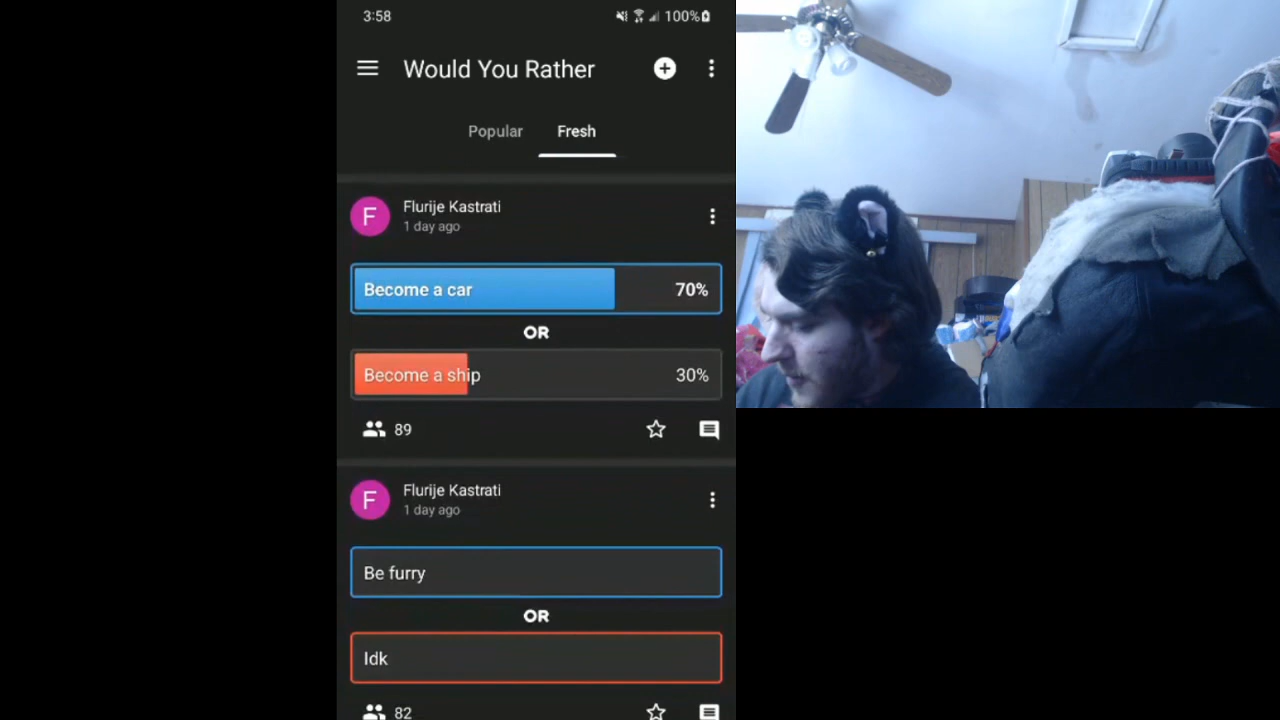 3:58
100%
Would You Rather
Popular
Fresh
F
Flurije Kastrati
1 day ago
Become a car
70%
OR
Become a ship
30%
89
F
Flurije Kastrati
1 day ago
Be furry
OR
Idk
82